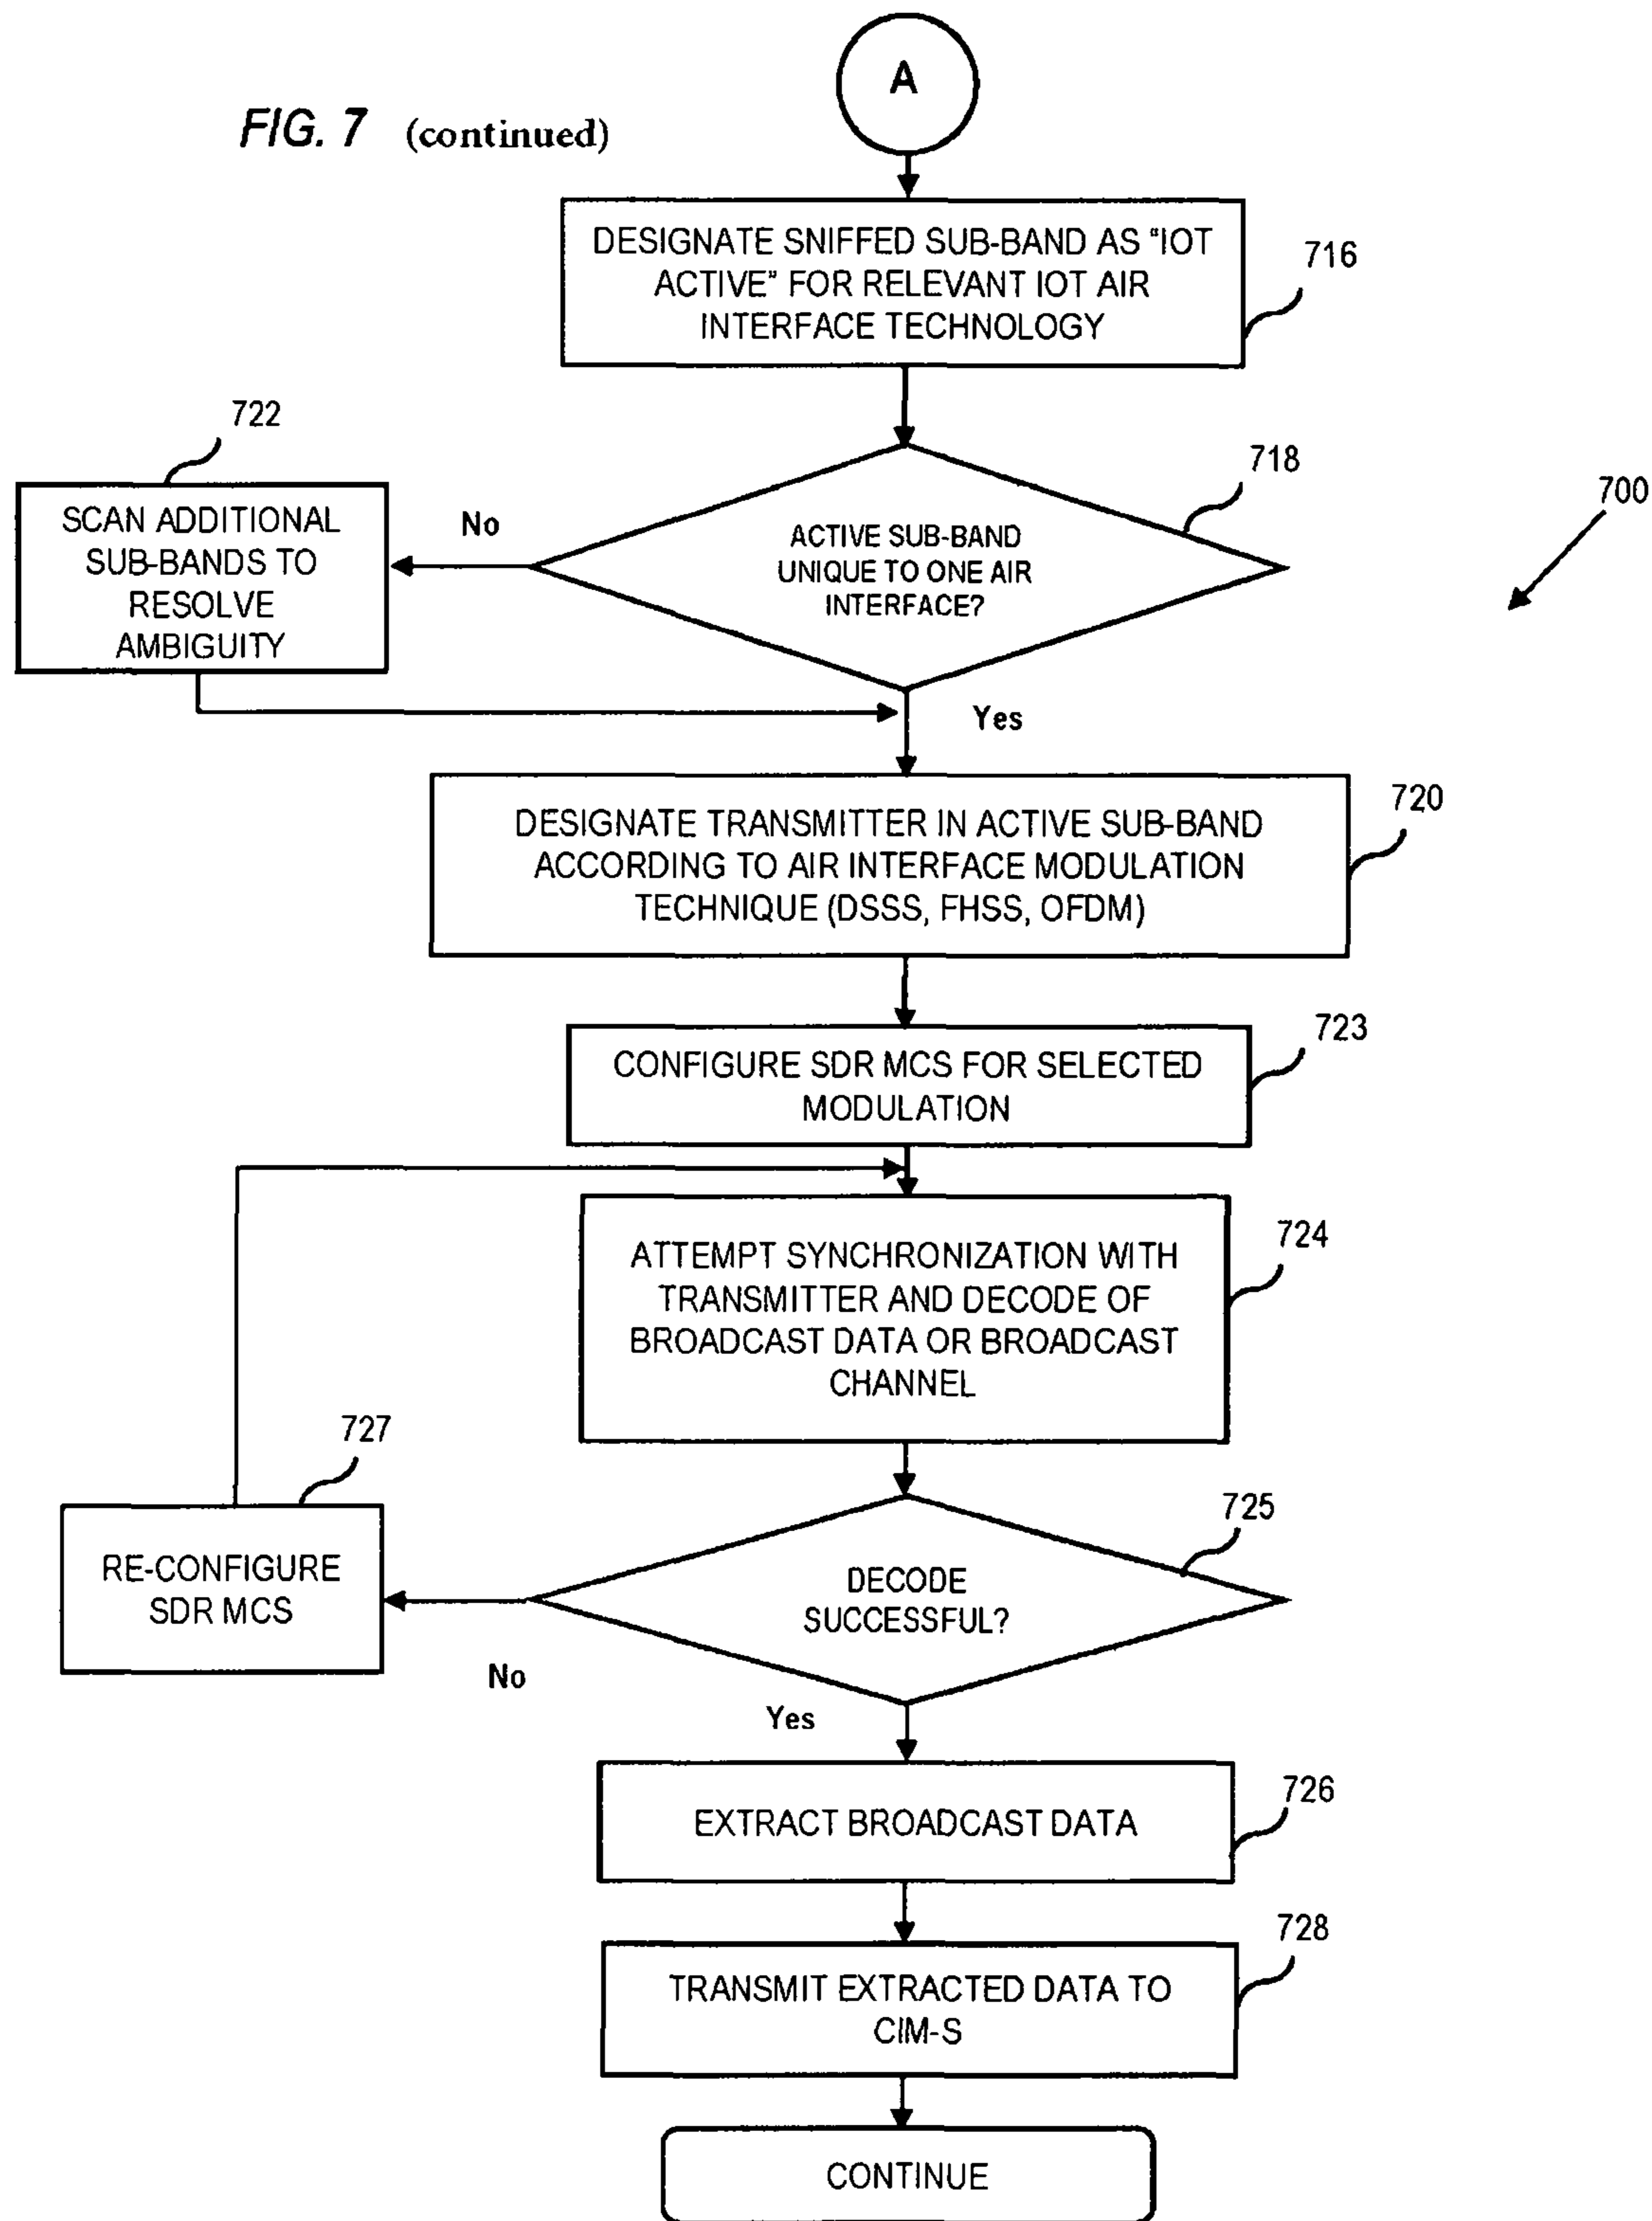 A
FIG. 7 (continued)
DESIGNATE SNIFFED SUB-BAND AS "IOT
ACTIVE" FOR RELEVANT IOT AIR
INTERFACE TECHNOLOGY
716
722
718
700
SCAN ADDITIONAL
SUB-BANDS TO
RESOLVE
AMBIGUITY
No
ACTIVE SUB-BAND
UNIQUE TO ONE AIR
INTERFACE?
Yes
720
DESIGNATE TRANSMITTER IN ACTIVE SUB-BAND
ACCORDING TO AIR INTERFACE MODULATION
TECHNIQUE (DSSS, FHSS, OFDM)
723
CONFIGURE SDR MCS FOR SELECTED
MODULATION
724
ATTEMPT SYNCHRONIZATION WITH
TRANSMITTER AND DECODE OF
BROADCAST DATA OR BROADCAST
CHANNEL
727
725
RE-CONFIGURE
SDR MCS
DECODE
SUCCESSFUL?
No
Yes
726
EXTRACT BROADCAST DATA
728
TRANSMIT EXTRACTED DATA TO
CIM-S
CONTINUE